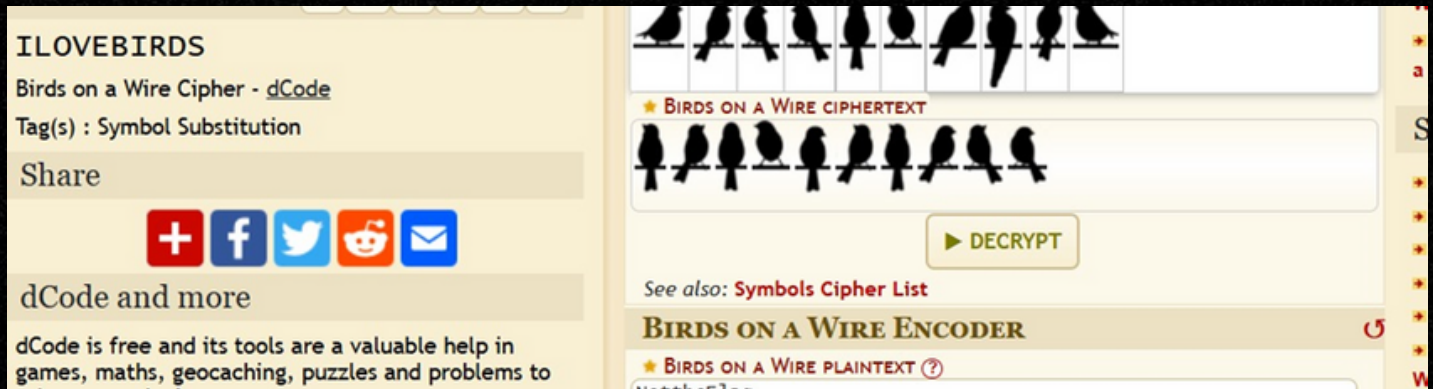 ILOVEBIRDS
Birds on a Wire Cipher - dCode
Tag(s) : Symbol Substitution
Share
dCode and more
dCode is free and its tools are a valuable help in
games, maths, geocaching, puzzles and problems to
★ BIRDS ON A WIRE CIPHERTEXT
▶ DECRYPT
See also: Symbols Cipher List
BIRDS ON A WIRE ENCODER
★ BIRDS ON A WIRE PLAINTEXT (?)
a
S
W